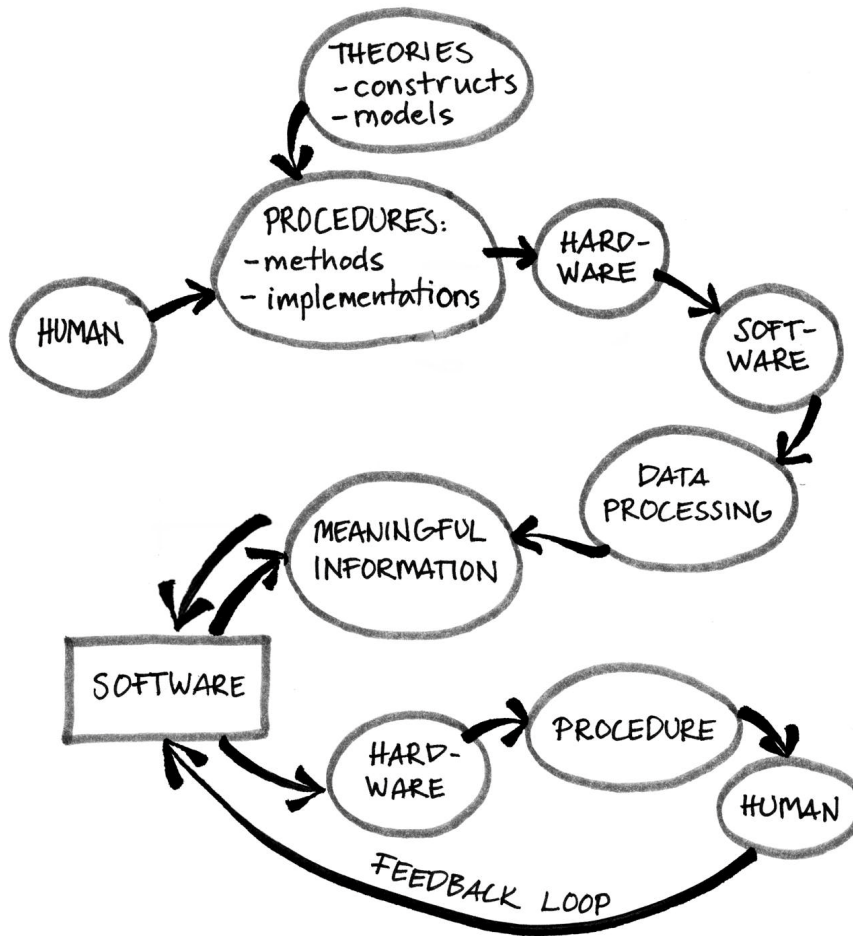 THEORIES
- constructs
- models
PROCEDURES:
- methods
- implementations
HARD-
WARE
HUMAN
SOFT-
WARE
DATA
PROCESSING
MEANINGFUL
INFORMATION
SOFTWARE
HARD-
WARE
PROCEDURE
HUMAN
FEEDBACK LOOP